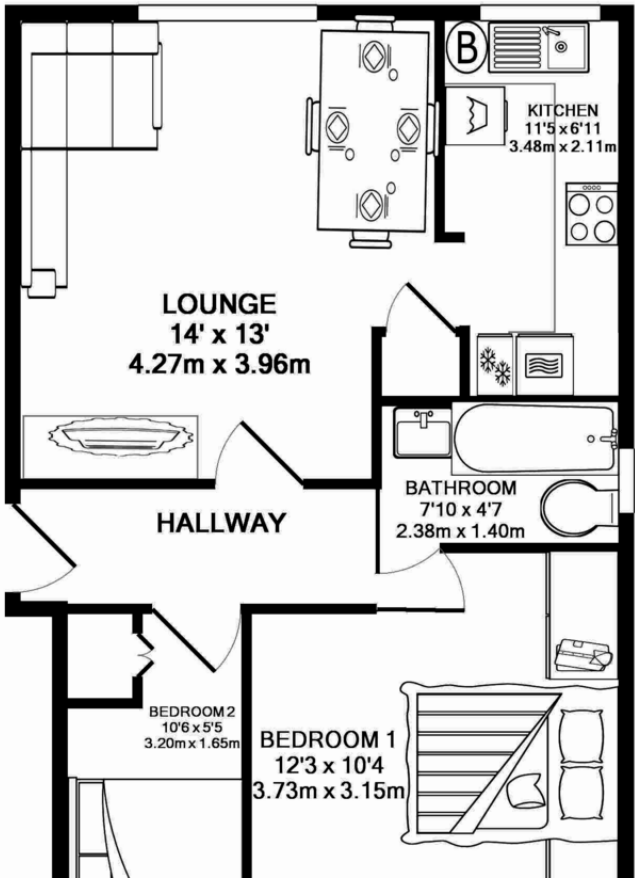 B
KITCHEN
11'5 x 6'11
3.48m x 2.11m
LOUNGE
14' x 13'
4.27m x 3.96m
BATHROOM
7'10 x 4'7
2.38m x 1.40m
HALLWAY
BEDROOM 2
10'6 x 5'5
3.20m x 1.65m
BEDROOM 1
12'3 x 10'4
3.73m x 3.15m